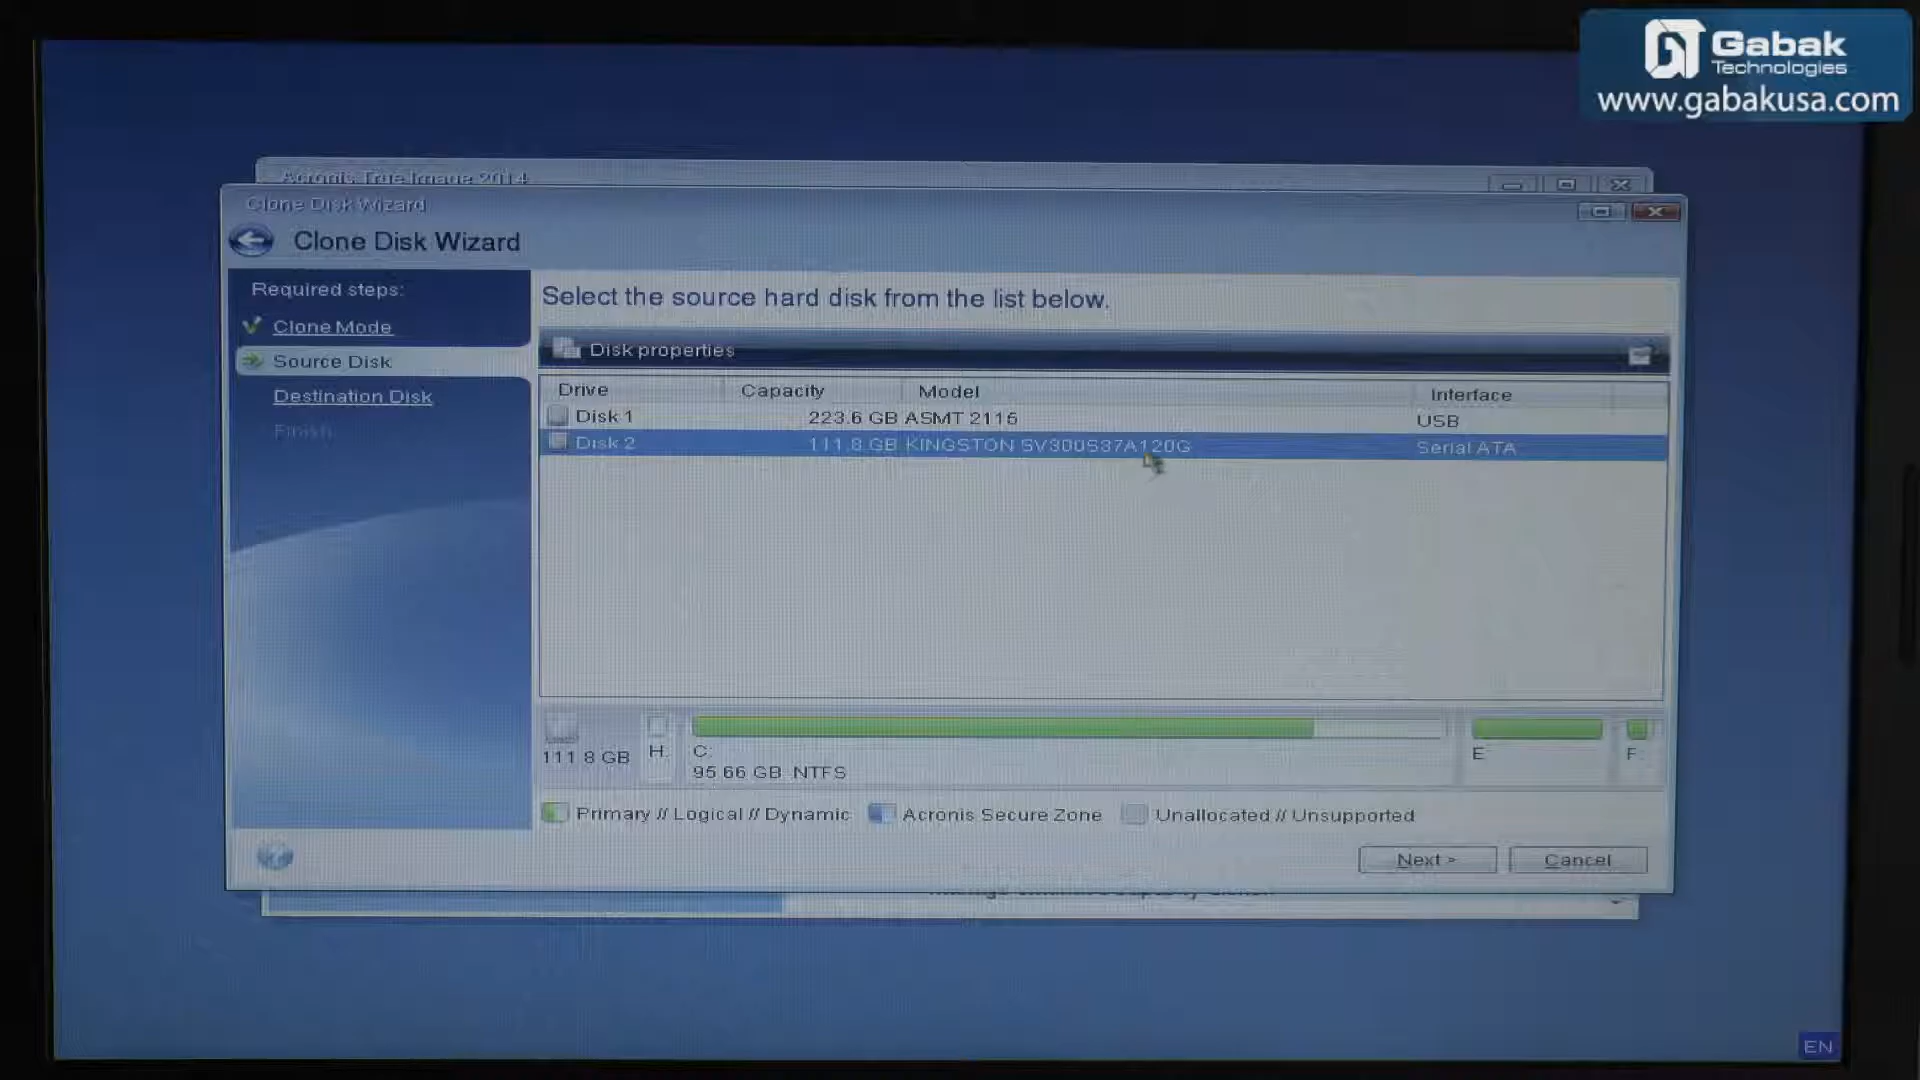 Gabak
Technologies
www.gabakusa.com
Acronis True Image 2014
Clone Disk Wizard
Clone Disk Wizard
Required steps:
Clone Mode
Source Disk
Destination Disk
Finish
Select the source hard disk from the list below.
Disk properties
Drive Capacity Model Interface
Disk 1 223.6 GB ASMT 2115 USB
Disk 2 111.8 GB KINGSTON SV300S37A120G Serial ATA
111.8 GB
H:
C:
95.66 GB NTFS
E:
F:
Primary // Logical // Dynamic Acronis Secure Zone Unallocated // Unsupported
Next > Cancel
EN